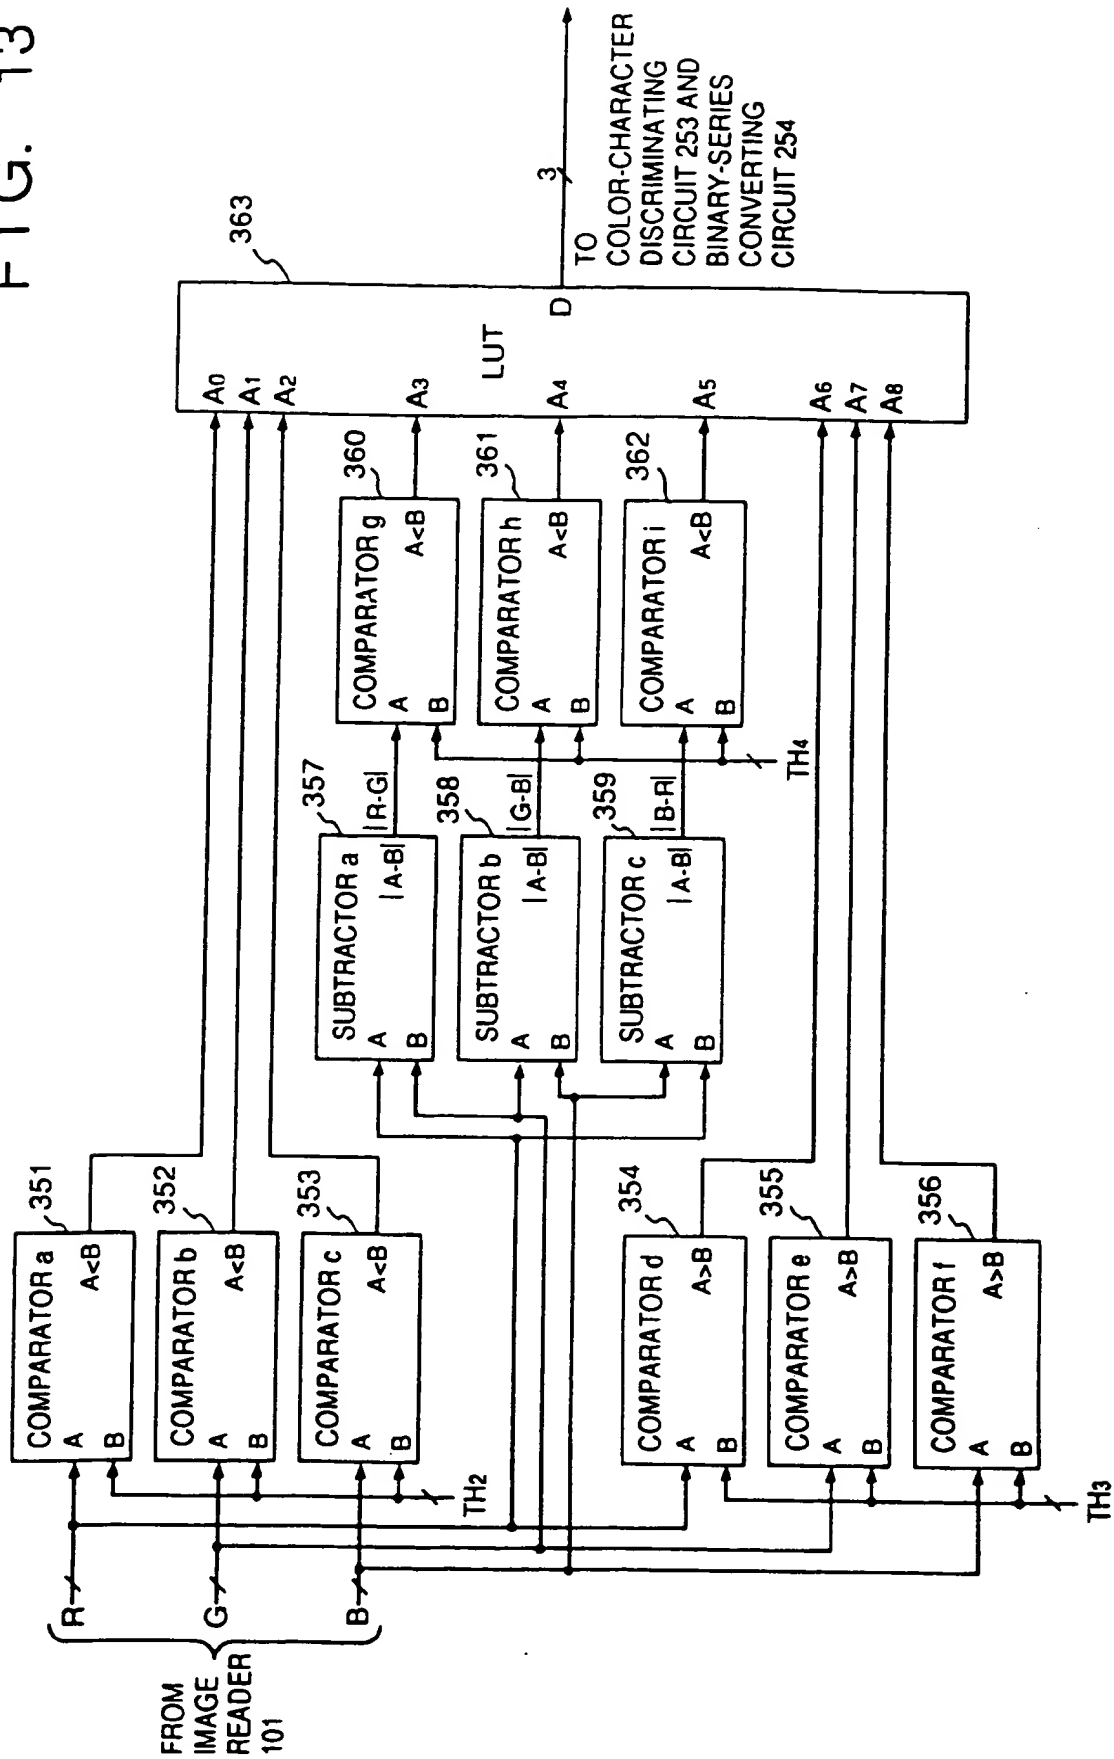 FIG. 13
FROM
IMAGE
READER
101
R
G
B
TH2
TH3
COMPARATOR a
A
B
A<B
351
COMPARATOR b
A
B
A<B
352
COMPARATOR c
A
B
A<B
353
COMPARATOR d
A
B
A>B
354
COMPARATOR e
A
B
A>B
355
COMPARATOR f
A
B
A>B
356
SUBTRACTOR a
A
B
|A-B|
357
|R-G|
SUBTRACTOR b
A
B
|A-B|
358
|G-B|
SUBTRACTOR c
A
B
|A-B|
359
|B-R|
TH4
COMPARATOR g
A
B
A<B
360
COMPARATOR h
A
B
A<B
361
COMPARATOR i
A
B
A<B
362
A0
A1
A2
A3
A4
A5
A6
A7
A8
LUT
D
363
3
TO
COLOR-CHARACTER
DISCRIMINATING
CIRCUIT 253 AND
BINARY-SERIES
CONVERTING
CIRCUIT 254